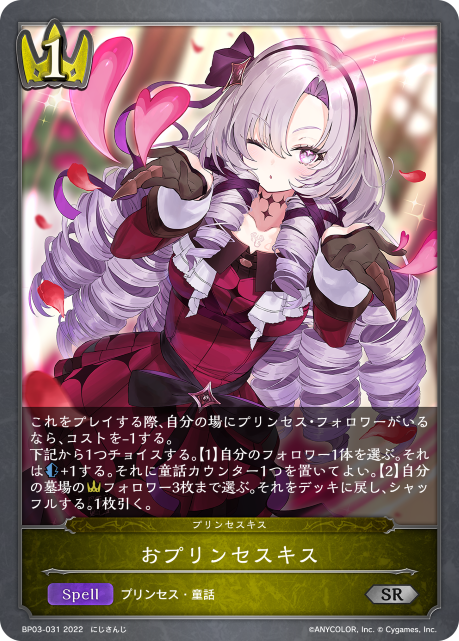 1
これをプレイする際、自分の場にプリンセス・フォロワーがいる
なら、コストを-1する。
下記から1つチョイスする。【1】自分のフォロワー1体を選ぶ。それ
は+1する。それに童話カウンター1つを置いてよい。【2】自分
の墓場のフォロワー3枚まで選ぶ。それをデッキに戻し、シャッ
フルする。1枚引く。
プリンセスキス
おプリンセスキス
Spell プリンセス・童話 SR
BP03-031 2022 にじさんじ ©ANYCOLOR, Inc. © Cygames, Inc.